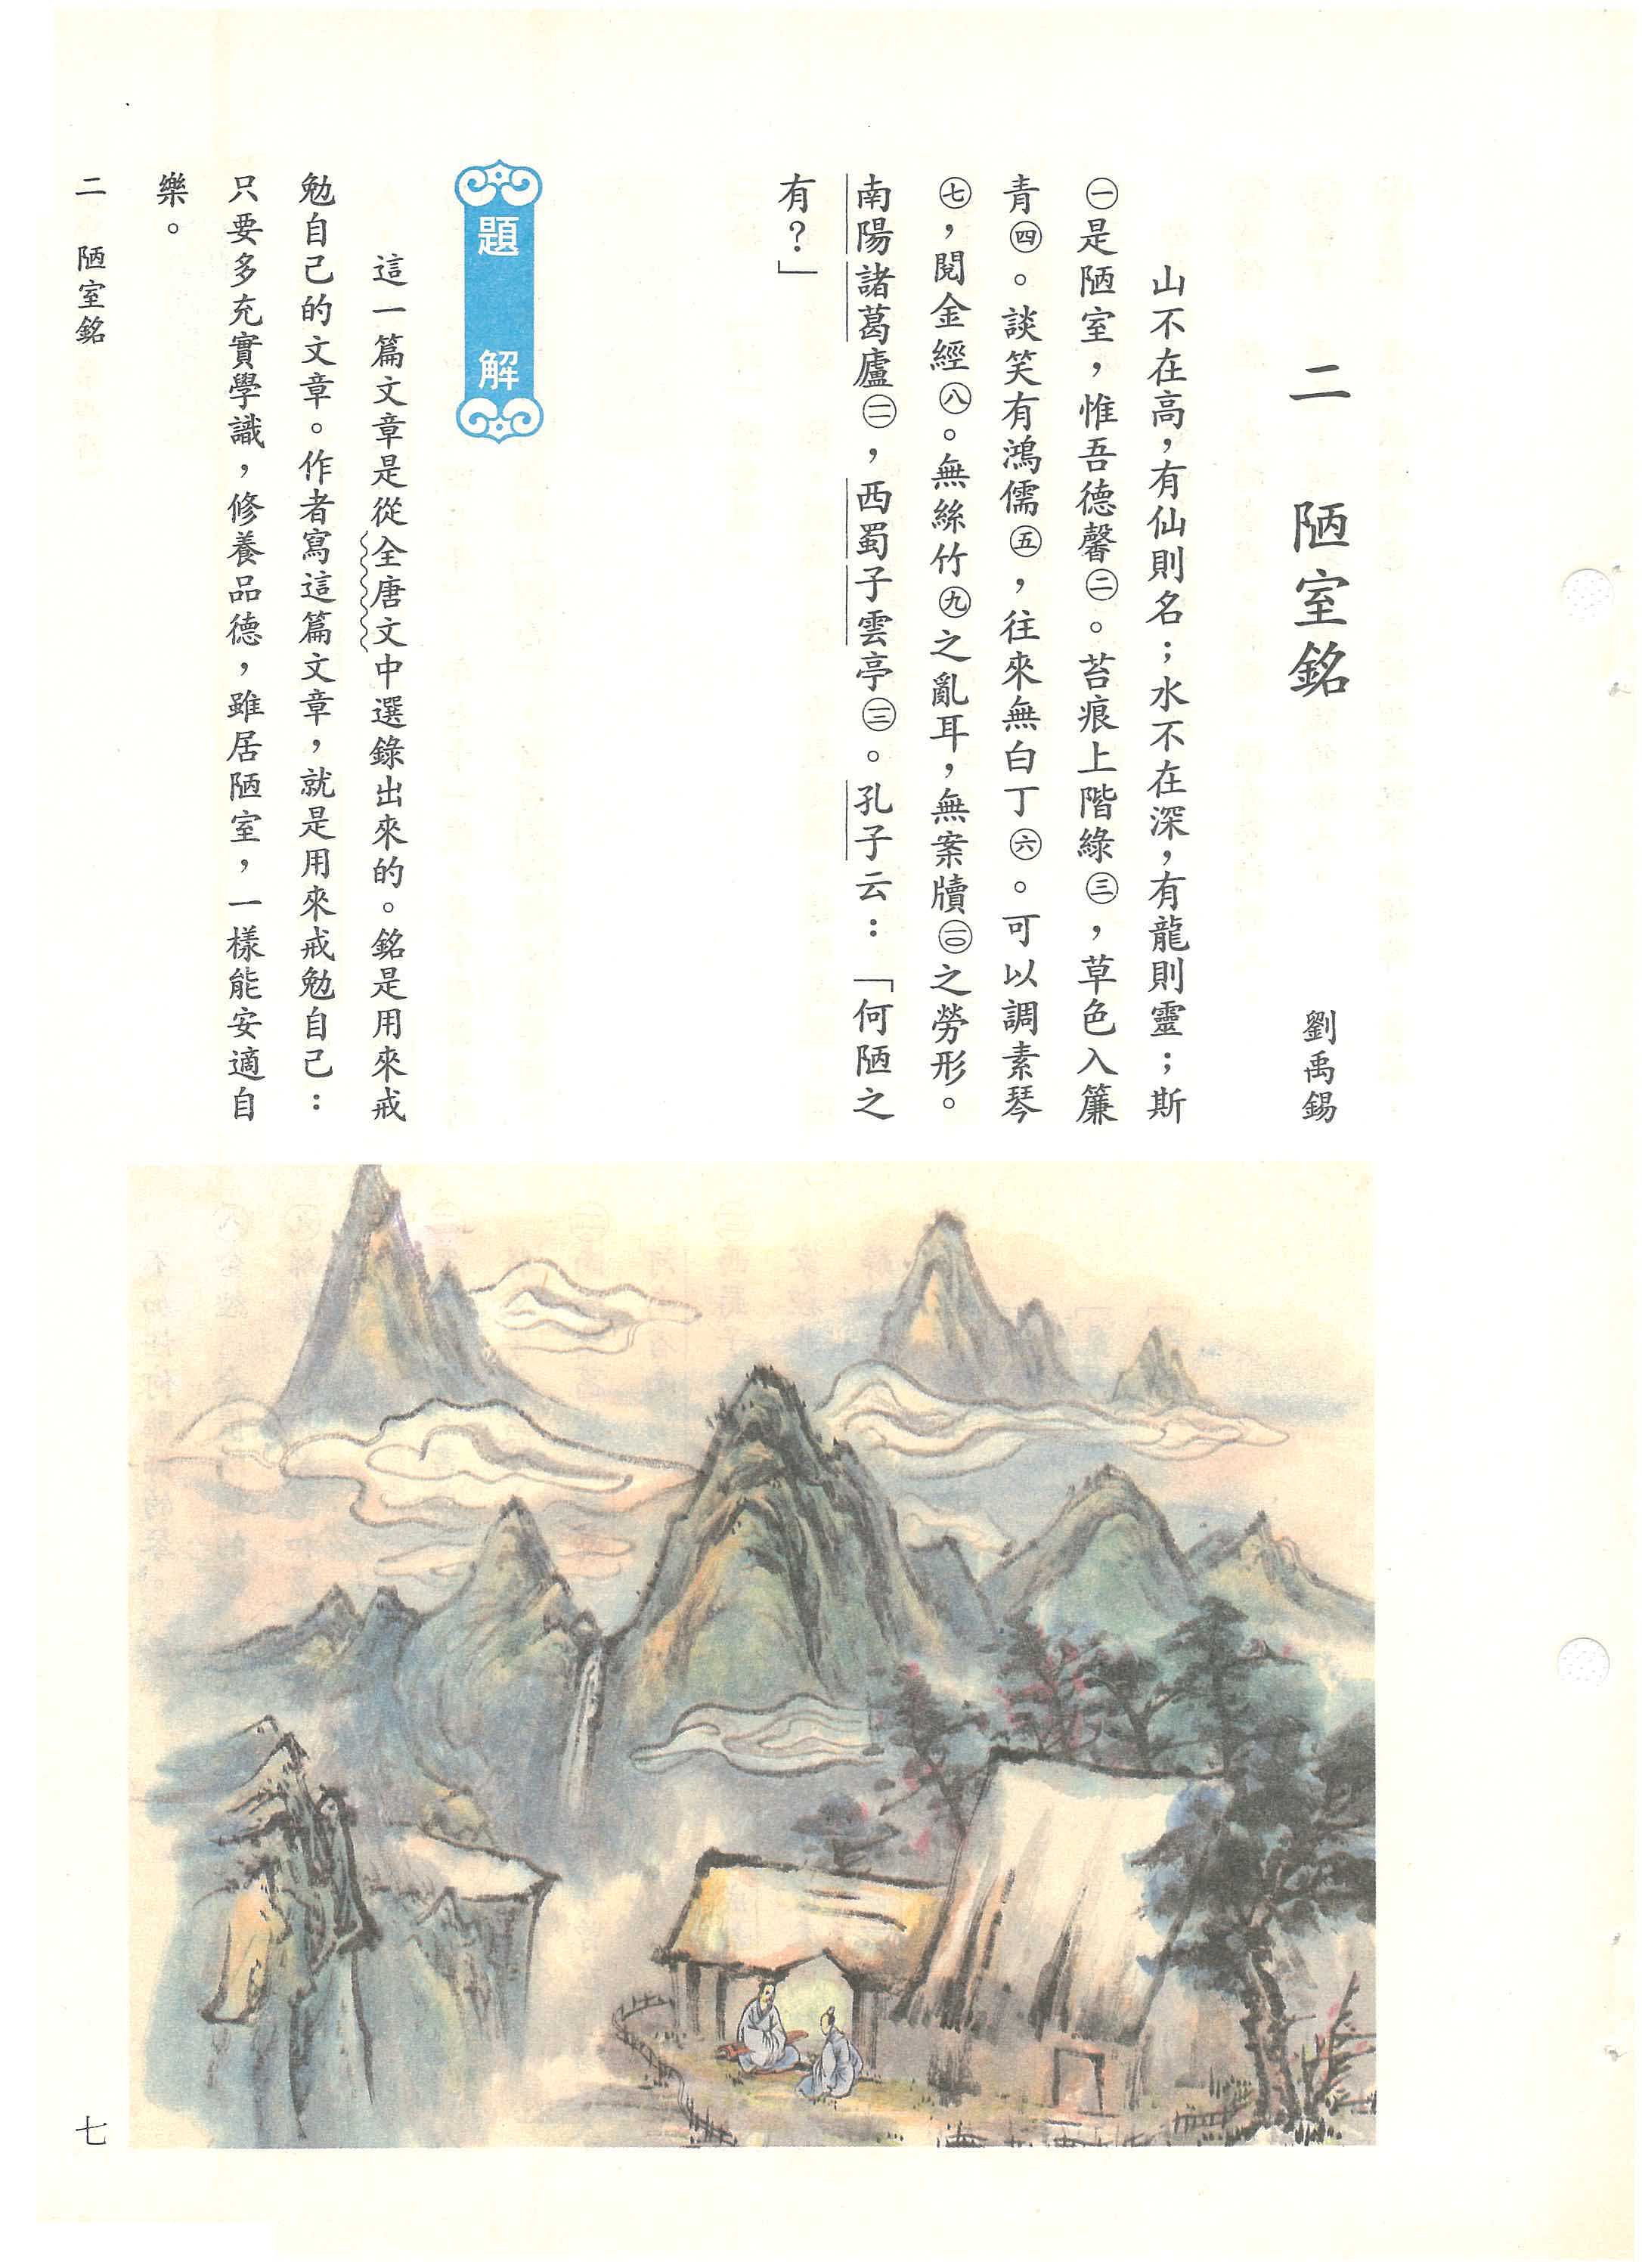 二　陋室銘　劉禹錫
山不在高，有仙則名；水不在深，有龍則靈；斯
㊀是陋室，惟吾德馨㊁。苔痕上階綠㊂，草色入簾
青㊃。談笑有鴻儒㊄，往來無白丁㊅。可以調素琴
㊆，閱金經㊇。無絲竹㊈之亂耳，無案牘㊉之勞形。
南陽諸葛廬㊁，西蜀子雲亭㊂。孔子云：「何陋之
有？」
題解
這一篇文章是從全唐文中選錄出來的。銘是用來戒
勉自己的文章。作者寫這篇文章，就是用來戒勉自己：
只要多充實學識，修養品德，雖居陋室，一樣能安適自
樂。
二　陋室銘
七